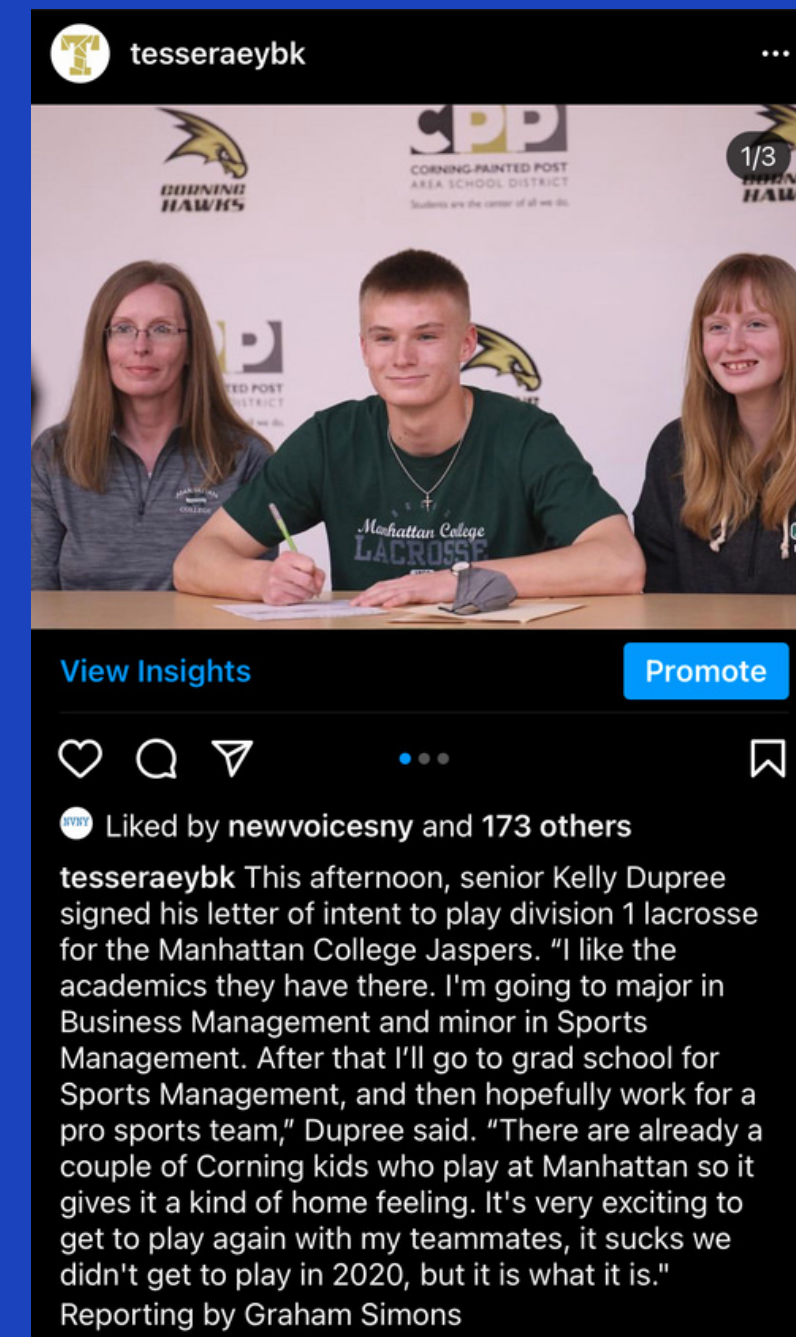 tesseraeybk
1/3
CORNING
HAWKS
CPP
CORNING-PAINTED POST
AREA SCHOOL DISTRICT
Students are the center of all we do.
HAW
P
TED POST
DISTRICT
MANHATTAN
COLLEGE
Manhattan College
LACROSSE
View Insights
Promote
NVNY
Liked by newvoicesny and 173 others
tesseraeybk This afternoon, senior Kelly Dupree
signed his letter of intent to play division 1 lacrosse
for the Manhattan College Jaspers. “I like the
academics they have there. I'm going to major in
Business Management and minor in Sports
Management. After that I’ll go to grad school for
Sports Management, and then hopefully work for a
pro sports team,” Dupree said. “There are already a
couple of Corning kids who play at Manhattan so it
gives it a kind of home feeling. It's very exciting to
get to play again with my teammates, it sucks we
didn't get to play in 2020, but it is what it is."
Reporting by Graham Simons